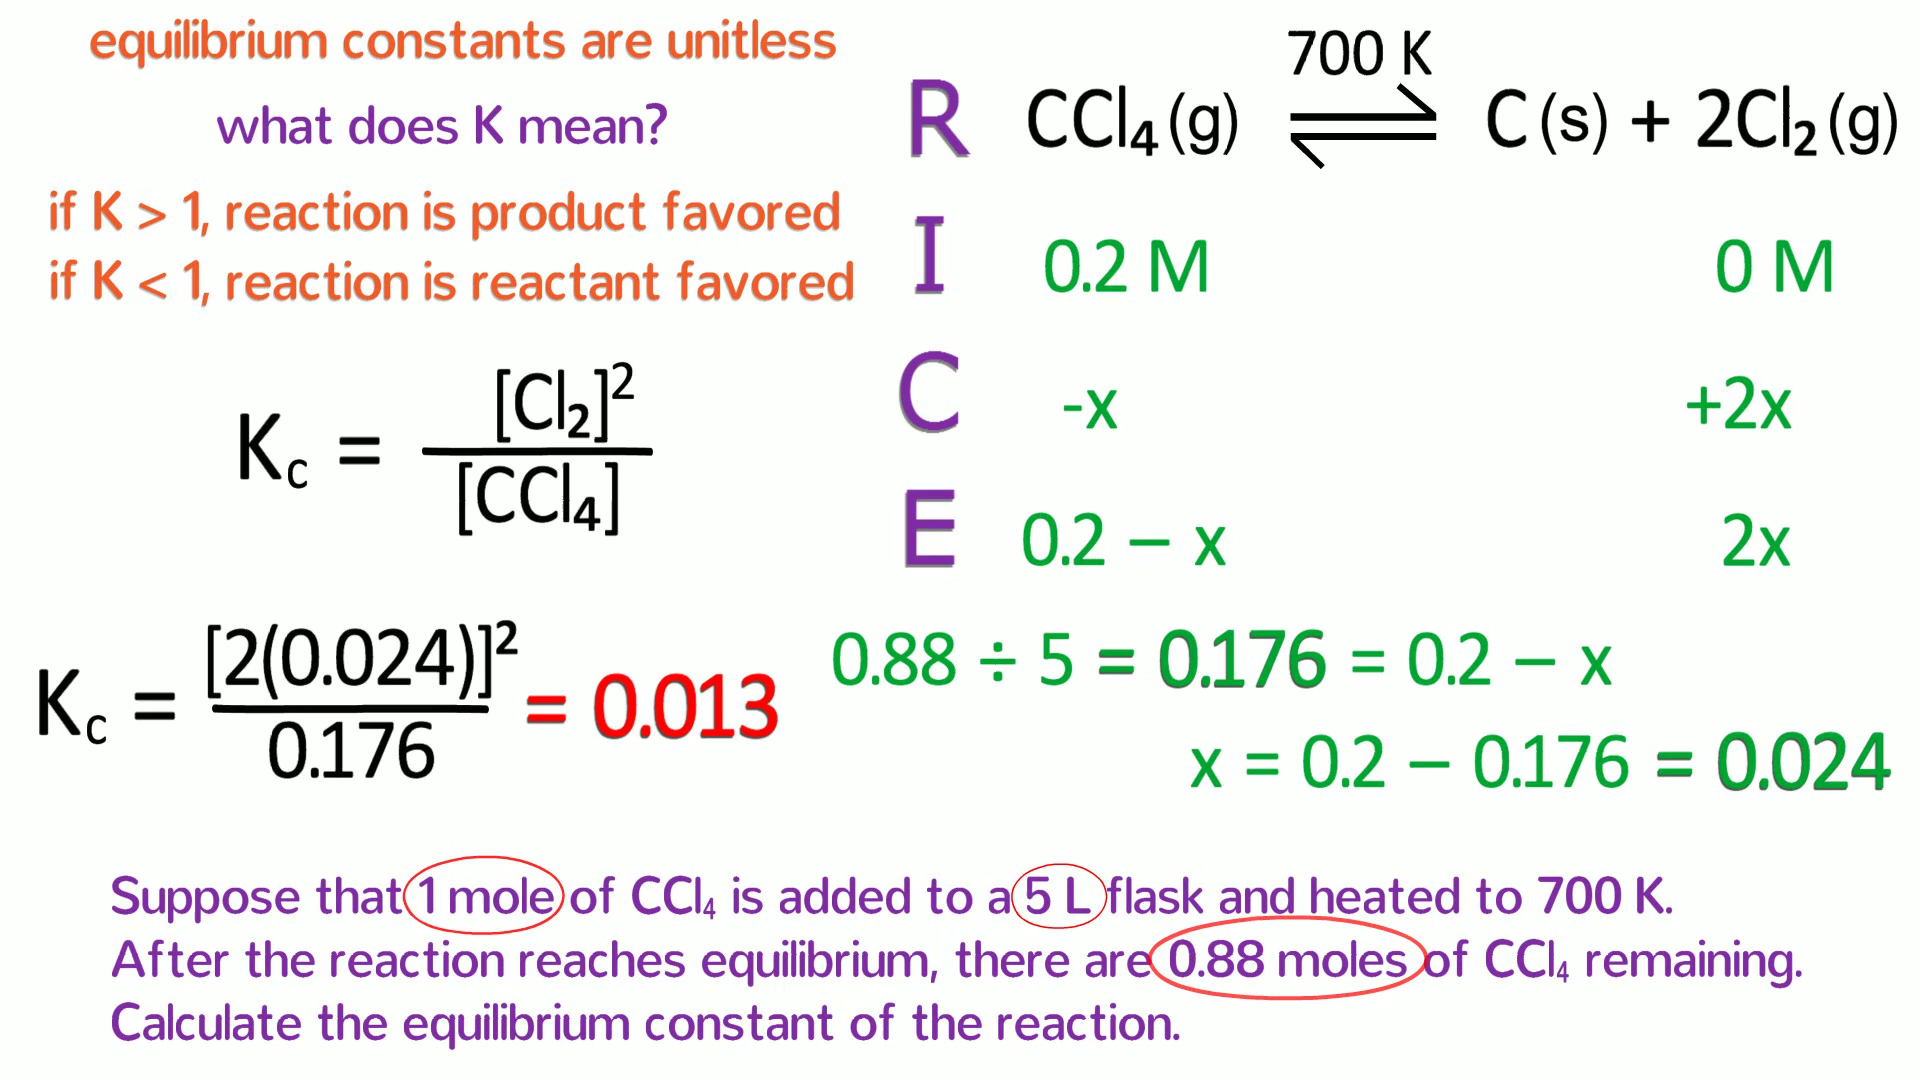 equilibrium constants are unitless
what does K mean?
if K > 1, reaction is product favored
if K < 1, reaction is reactant favored
K꜀ = [Cl₂]² / [CCl₄]
K꜀ = [2(0.024)]² / 0.176 = 0.013
700 K
R CCl₄ (g) ⇌ C (s) + 2Cl₂ (g)
I 0.2 M 0 M
C -x +2x
E 0.2 – x 2x
0.88 ÷ 5 = 0.176 = 0.2 – x
x = 0.2 – 0.176 = 0.024
Suppose that 1 mole of CCl₄ is added to a 5 L flask and heated to 700 K.
After the reaction reaches equilibrium, there are 0.88 moles of CCl₄ remaining.
Calculate the equilibrium constant of the reaction.